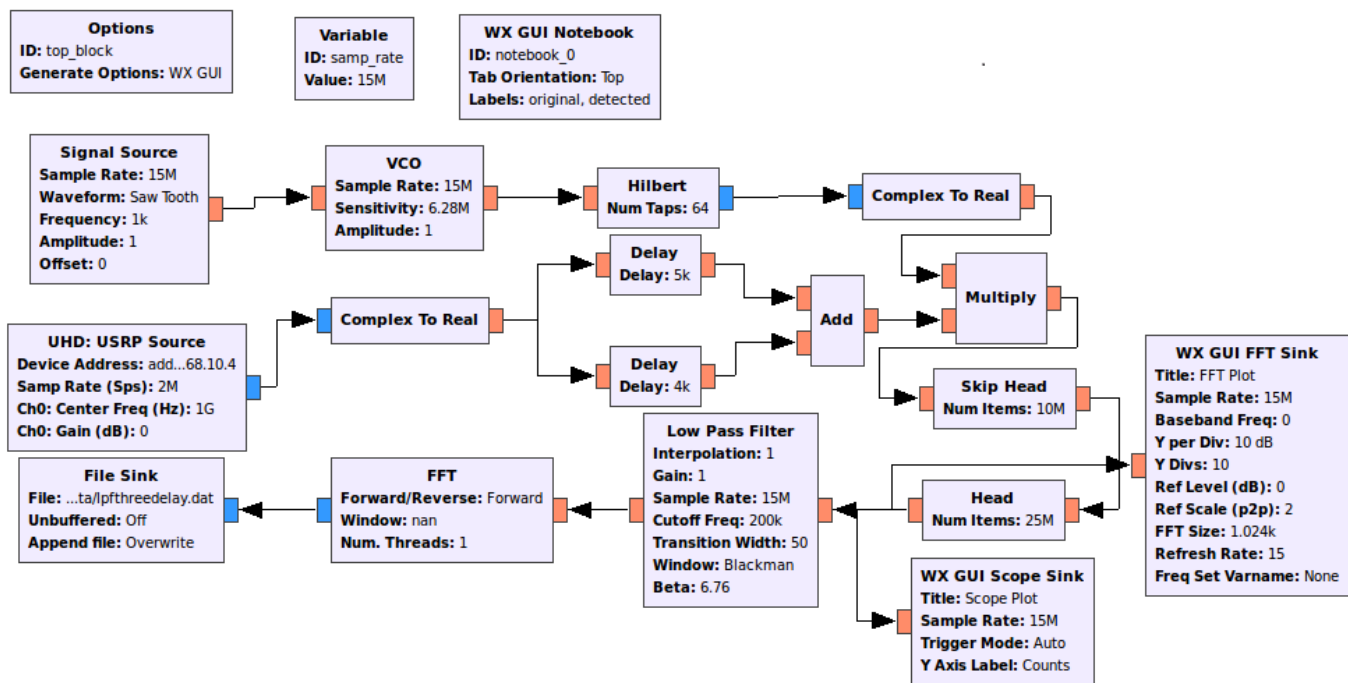 Options
ID: top_block
Generate Options: WX GUI
Variable
ID: samp_rate
Value: 15M
WX GUI Notebook
ID: notebook_0
Tab Orientation: Top
Labels: original, detected
Signal Source
Sample Rate: 15M
Waveform: Saw Tooth
Frequency: 1k
Amplitude: 1
Offset: 0
VCO
Sample Rate: 15M
Sensitivity: 6.28M
Amplitude: 1
Hilbert
Num Taps: 64
Complex To Real
UHD: USRP Source
Device Address: add...68.10.4
Samp Rate (Sps): 2M
Ch0: Center Freq (Hz): 1G
Ch0: Gain (dB): 0
Complex To Real
Delay
Delay: 5k
Delay
Delay: 4k
Add
Multiply
Skip Head
Num Items: 10M
WX GUI FFT Sink
Title: FFT Plot
Sample Rate: 15M
Baseband Freq: 0
Y per Div: 10 dB
Y Divs: 10
Ref Level (dB): 0
Ref Scale (p2p): 2
FFT Size: 1.024k
Refresh Rate: 15
Freq Set Varname: None
File Sink
File: ...ta/lpfthreedelay.dat
Unbuffered: Off
Append file: Overwrite
FFT
Forward/Reverse: Forward
Window: nan
Num. Threads: 1
Low Pass Filter
Interpolation: 1
Gain: 1
Sample Rate: 15M
Cutoff Freq: 200k
Transition Width: 50
Window: Blackman
Beta: 6.76
Head
Num Items: 25M
WX GUI Scope Sink
Title: Scope Plot
Sample Rate: 15M
Trigger Mode: Auto
Y Axis Label: Counts